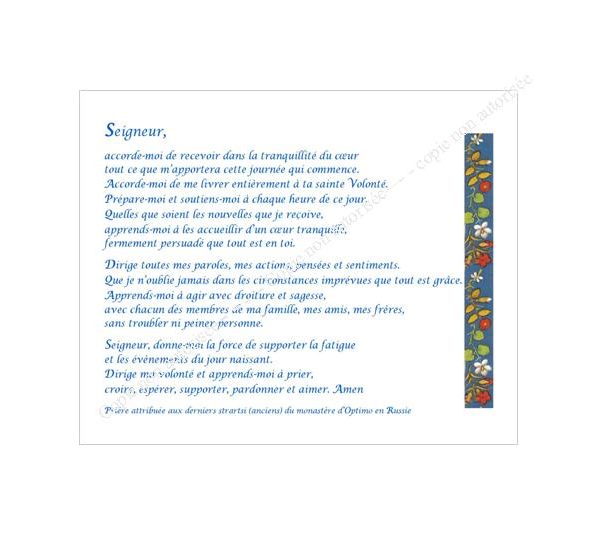 Seigneur,
accorde-moi de recevoir dans la tranquillité du cœur
tout ce que m'apportera cette journée qui commence.
Accorde-moi de me livrer entièrement à ta sainte Volonté.
Prépare-moi et soutiens-moi à chaque heure de ce jour.
Quelles que soient les nouvelles que je reçoive,
apprends-moi à les accueillir d'un cœur tranquille,
fermement persuadé que tout est en toi.
Dirige toutes mes paroles, mes actions, pensées et sentiments.
Que je n'oublie jamais dans les circonstances imprévues que tout est grâce.
Apprends-moi à agir avec droiture et sagesse,
avec chacun des membres de ma famille, mes amis, mes frères,
sans troubler ni peiner personne.
Seigneur, donne-moi la force de supporter la fatigue
et les événements du jour naissant.
Dirige ma volonté et apprends-moi à prier,
croire, espérer, supporter, pardonner et aimer. Amen
Prière attribuée aux derniers strartsi (anciens) du monastère d'Optimo en Russie
Copie non autorisée - - - copie non autorisée - - - copie non autorisée